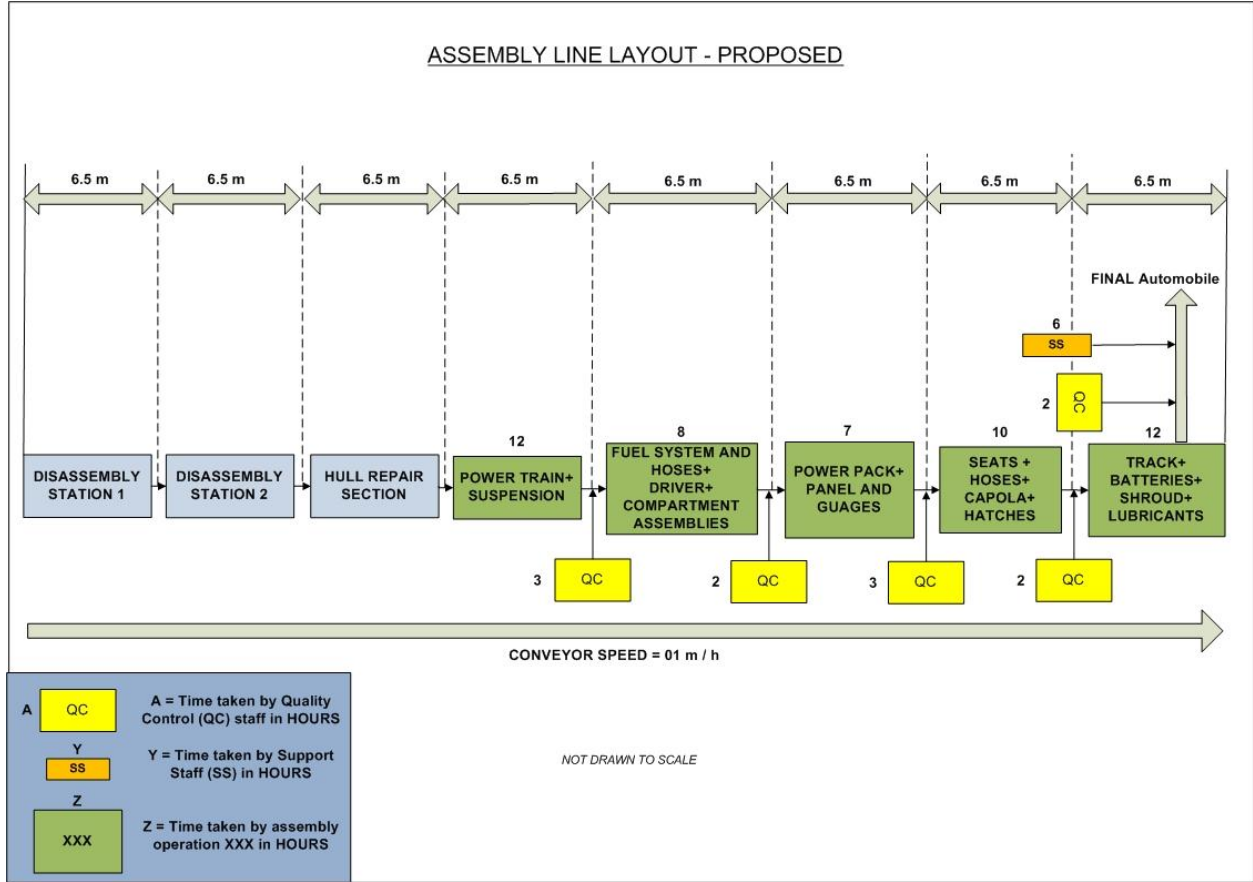 ASSEMBLY LINE LAYOUT - PROPOSED
6.5 m
6.5 m
6.5 m
6.5 m
6.5 m
6.5 m
6.5 m
6.5 m
FINAL Automobile
6
SS
2
QC
DISASSEMBLY
STATION 1
DISASSEMBLY
STATION 2
HULL REPAIR
SECTION
12
POWER TRAIN+
SUSPENSION
8
FUEL SYSTEM AND
HOSES+
DRIVER+
COMPARTMENT
ASSEMBLIES
7
POWER PACK+
PANEL AND
GUAGES
10
SEATS +
HOSES+
CAPOLA+
HATCHES
12
TRACK+
BATTERIES+
SHROUD+
LUBRICANTS
3
QC
2
QC
3
QC
2
QC
CONVEYOR SPEED = 01 m / h
A
QC
A = Time taken by Quality
Control (QC) staff in HOURS
Y
SS
Y = Time taken by Support
Staff (SS) in HOURS
Z
XXX
Z = Time taken by assembly
operation XXX in HOURS
NOT DRAWN TO SCALE